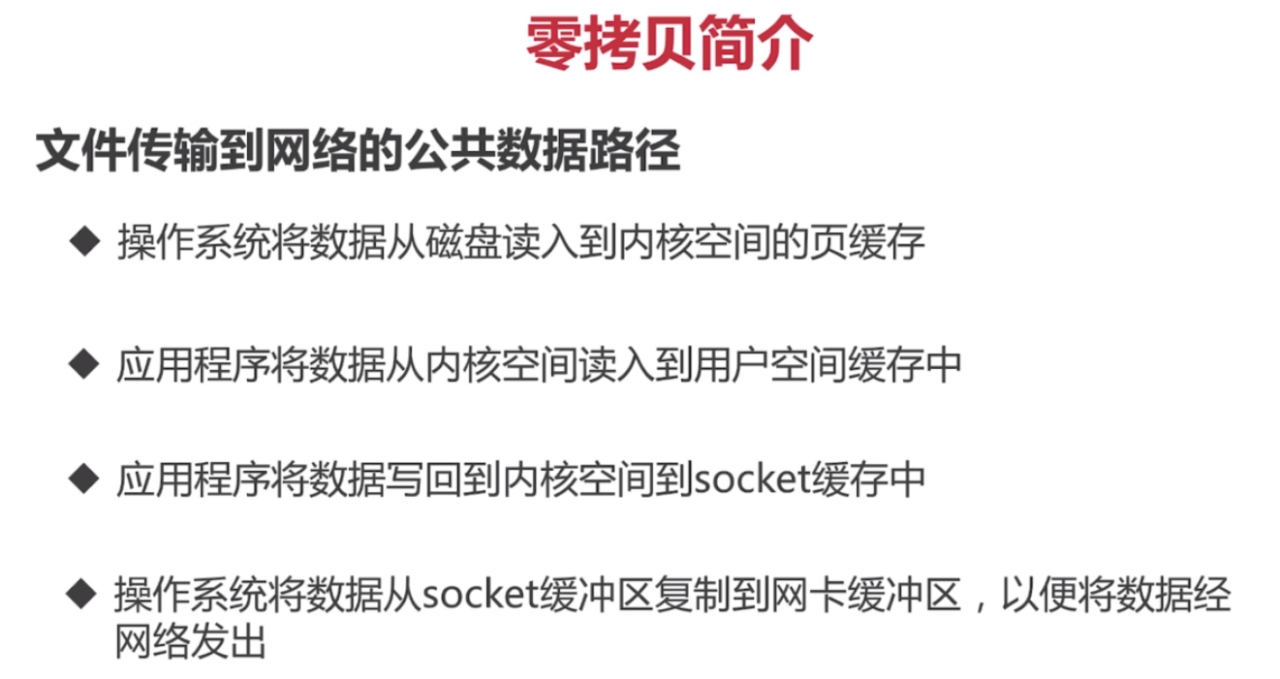 零拷贝简介
文件传输到网络的公共数据路径
◆ 操作系统将数据从磁盘读入到内核空间的页缓存
◆ 应用程序将数据从内核空间读入到用户空间缓存中
◆ 应用程序将数据写回到内核空间到socket缓存中
◆ 操作系统将数据从socket缓冲区复制到网卡缓冲区，以便将数据经
网络发出